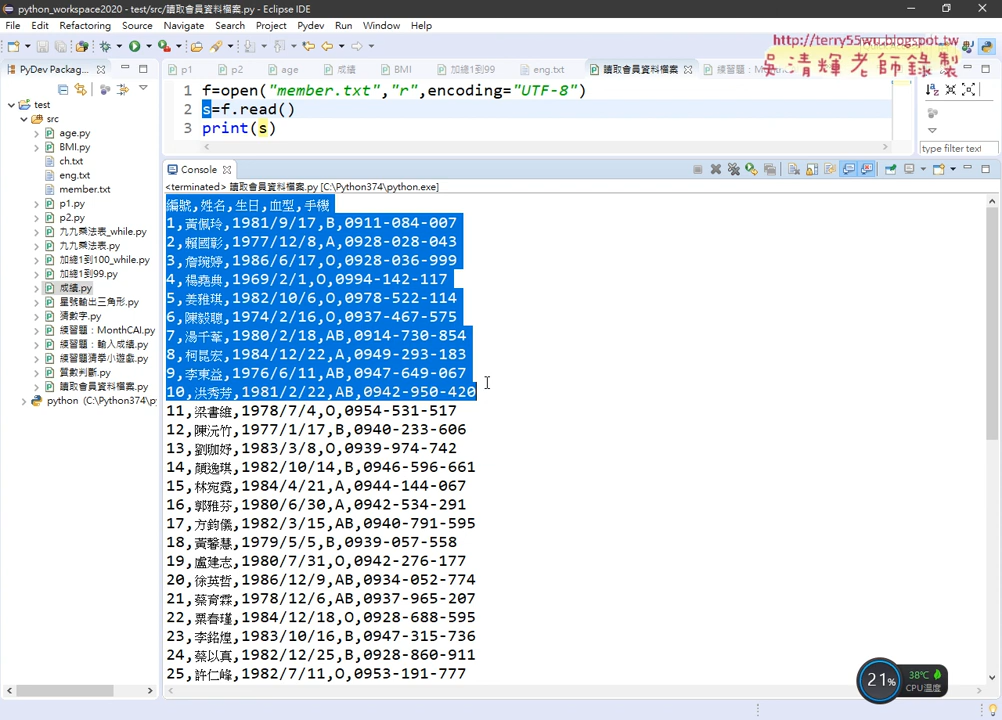 python_workspace2020 - test/src/讀取會員資料檔案.py - Eclipse IDE
File Edit Refactoring Source Navigate Search Project Pydev Run Window Help
http://terry55wu.blogspot.tw
吳清輝老師錄製
PyDev Packag...
p1 p2 age 成績 BMI 加總1到99 eng.txt 讀取會員資料檔案
1 f=open("member.txt","r",encoding="UTF-8")
2 s=f.read()
3 print(s)
type filter text
test
src
age.py
BMI.py
ch.txt
eng.txt
member.txt
p1.py
p2.py
九九乘法表_while.py
九九乘法表.py
加總1到100_while.py
加總1到99.py
成績.py
星號輸出三角形.py
猜數字.py
練習題：MonthCAl.py
練習題：輸入成績.py
練習題猜學小遊戲.py
質數判斷.py
讀取會員資料檔案.py
python (C:\Python374\py
Console
<terminated> 讀取會員資料檔案.py [C:\Python374\python.exe]
編號,姓名,生日,血型,手機
1,黃佩玲,1981/9/17,B,0911-084-007
2,賴國彰,1977/12/8,A,0928-028-043
3,詹琬婷,1986/6/17,O,0928-036-999
4,楊堯典,1969/2/1,O,0994-142-117
5,姜雅琪,1982/10/6,O,0978-522-114
6,陳毅聰,1974/2/16,O,0937-467-575
7,湯千葦,1980/2/18,AB,0914-730-854
8,柯昆宏,1984/12/22,A,0949-293-183
9,李東益,1976/6/11,AB,0947-649-067
10,洪秀芳,1981/2/22,AB,0942-950-420
11,梁書維,1978/7/4,O,0954-531-517
12,陳沅竹,1977/1/17,B,0940-233-606
13,劉珈妤,1983/3/8,O,0939-974-742
14,顏逸琪,1982/10/14,B,0946-596-661
15,林宛霓,1984/4/21,A,0944-144-067
16,郭雅芬,1980/6/30,A,0942-534-291
17,方鈞儀,1982/3/15,AB,0940-791-595
18,黃馨慧,1979/5/5,B,0939-057-558
19,盧建志,1980/7/31,O,0942-276-177
20,徐英哲,1986/12/9,AB,0934-052-774
21,蔡育霖,1978/12/6,AB,0937-965-207
22,粟春瑾,1984/12/18,O,0928-688-595
23,李銘煌,1983/10/16,B,0947-315-736
24,蔡以真,1982/12/25,B,0928-860-911
25,許仁峰,1982/7/11,O,0953-191-777
21%
38℃
CPU溫度